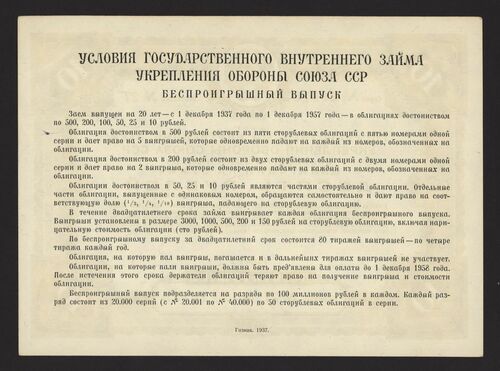 УСЛОВИЯ ГОСУДАРСТВЕННОГО ВНУТРЕННЕГО ЗАЙМА
УКРЕПЛЕНИЯ ОБОРОНЫ СОЮЗА ССР
БЕСПРОИГРЫШНЫЙ ВЫПУСК
Заем выпущен на 20 лет—с 1 декабря 1937 года по 1 декабря 1957 года—в облигациях достоинством
по 500, 200, 100, 50, 25 и 10 рублей.
Облигация достоинством в 500 рублей состоит из пяти сторублевых облигаций с пятью номерами одной
серии и дает право на 5 выигрышей, которые одновременно падают на каждый из номеров, обозначенных на
облигации.
Облигация достоинством в 200 рублей состоит из двух сторублевых облигаций с двумя номерами одной
серии и дает право на 2 выигрыша, которые одновременно падают на каждый из номеров, обозначенных на
облигации.
Облигации достоинством в 50, 25 и 10 рублей являются частями сторублевой облигации. Отдельные
части облигации, выпущенные с одинаковым номером, обращаются самостоятельно и дают право на соот-
ветствующую долю (1/2, 1/4, 1/10) выигрыша, падающего на сторублевую облигацию.
В течение двадцатилетнего срока займа выигрывает каждая облигация беспроигрышного выпуска.
Выигрыши установлены в размере 3000, 1000, 500, 200 и 150 рублей на сторублевую облигацию, включая нари-
цательную стоимость облигации (сто рублей).
По беспроигрышному выпуску за двадцатилетний срок состоится 80 тиражей выигрышей—по четыре
тиража каждый год.
Облигация, на которую пал выигрыш, погашается и в дальнейших тиражах выигрышей не участвует.
Облигации, на которые пали выигрыши, должны быть пред'явлены для оплаты до 1 декабря 1958 года.
После истечения этого срока держатели облигаций теряют право на получение выигрыша и стоимости
облигации.
Беспроигрышный выпуск подразделяется на разряды по 100 миллионов рублей в каждом. Каждый раз-
ряд состоит из 20.000 серий (с № 20.001 по № 40.000) по 50 сторублевых облигаций в серии.
Гознак. 1937.